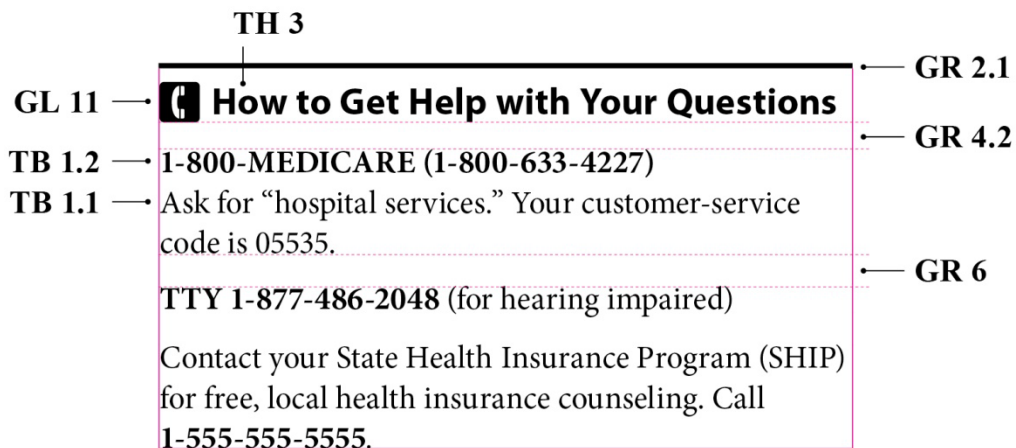 TH 3
GR 2.1
GL 11 How to Get Help with Your Questions
GR 4.2
TB 1.2 1-800-MEDICARE (1-800-633-4227)
TB 1.1 Ask for “hospital services.” Your customer-service
code is 05535.
GR 6
TTY 1-877-486-2048 (for hearing impaired)
Contact your State Health Insurance Program (SHIP)
for free, local health insurance counseling. Call
1-555-555-5555.